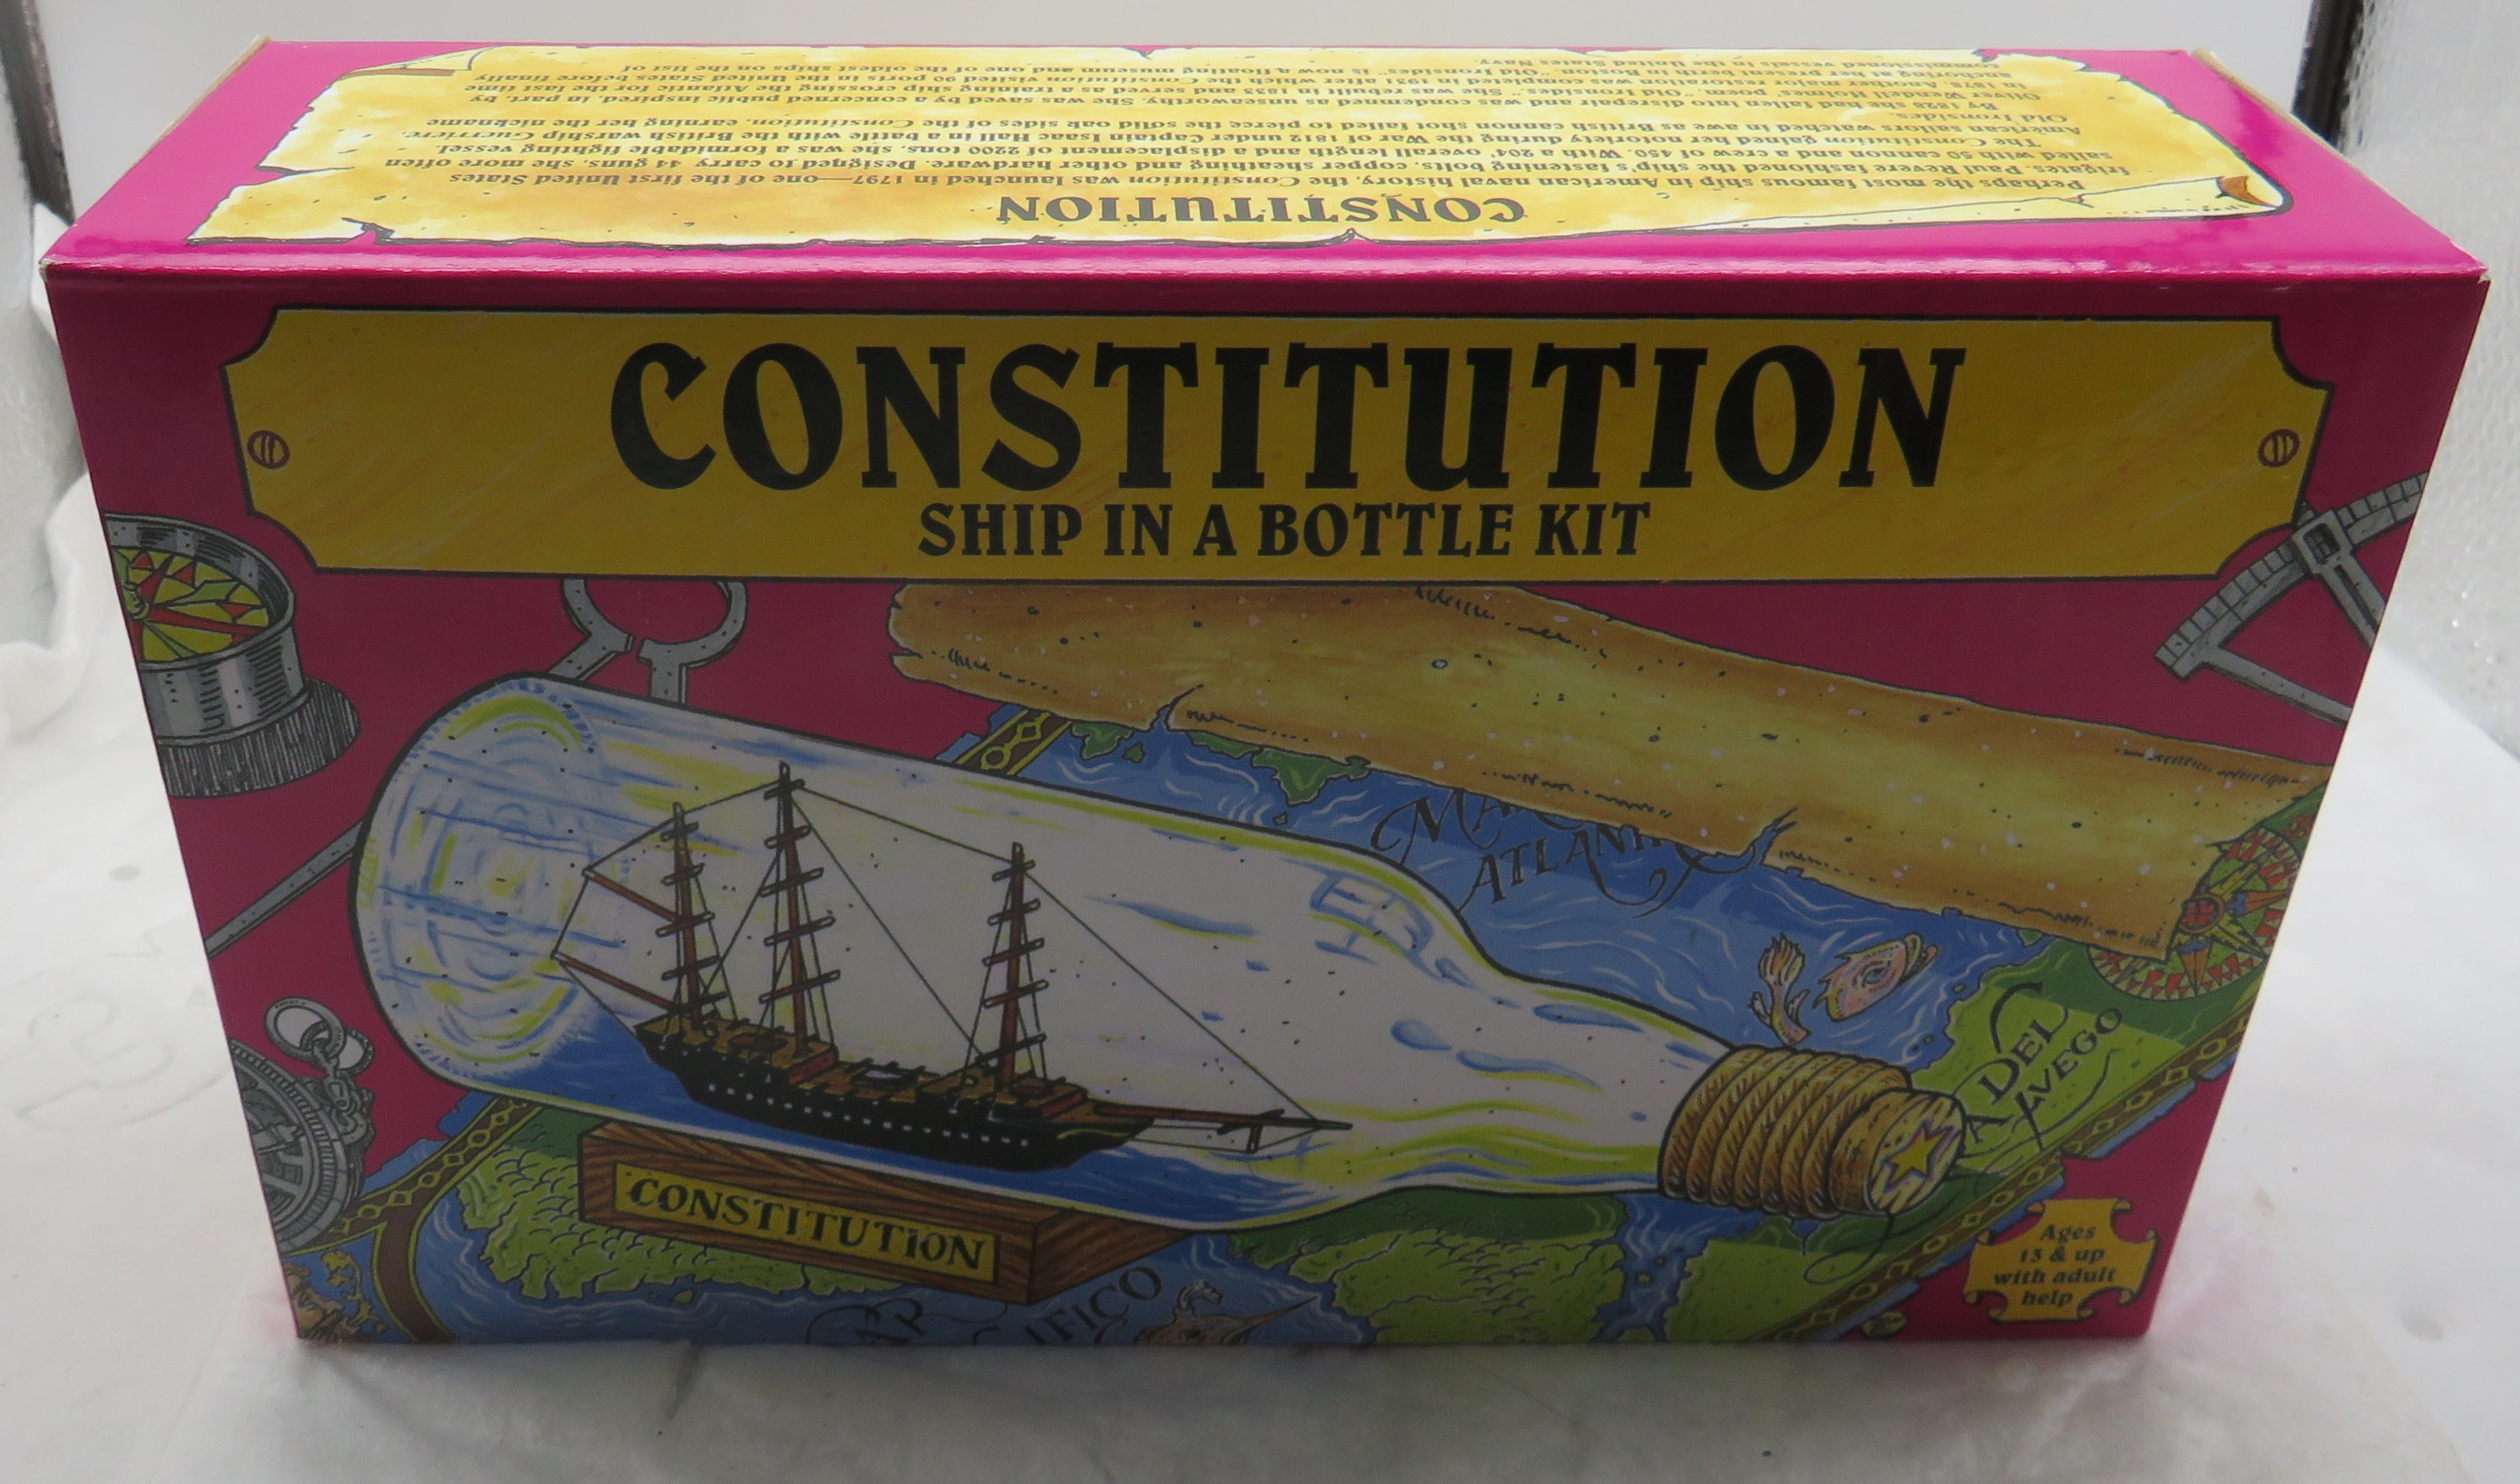 CONSTITUTION
Perhaps the most famous ship in American naval history, the Constitution was launched in 1797—one of the first United States
frigates. Paul Revere fashioned the ship's fastening bolts, copper sheathing and other hardware. Designed to carry 44 guns, she more often
sailed with 50 cannon and a crew of 450. With a 204' overall length and a displacement of 2200 tons, she was a formidable fighting vessel.
The Constitution gained her notoriety during the War of 1812 under Captain Isaac Hall in a battle with the British warship Guerriere.
American sailors watched in awe as British cannon shot failed to pierce the solid oak sides of the Constitution, earning her the nickname
Old Ironsides.
By 1828 she had fallen into disrepair and was condemned as unseaworthy. She was saved by a concerned public inspired, in part, by
Oliver Wendell Holmes' poem, "Old Ironsides." She was rebuilt in 1833 and served as a training ship crossing the Atlantic for the last time
in 1878. Another major restoration was completed in 1931 after which the Constitution visited 90 ports in the United States before finally
anchoring at her present berth in Boston. "Old Ironsides" is now a floating museum and one of the oldest ships on the list of
commissioned vessels in the United States Navy.
CONSTITUTION
SHIP IN A BOTTLE KIT
ATLANTI
ADEL
AVEGO
CONSTITUTION
AR
IFICO
Ages
13 & up
with adult
help